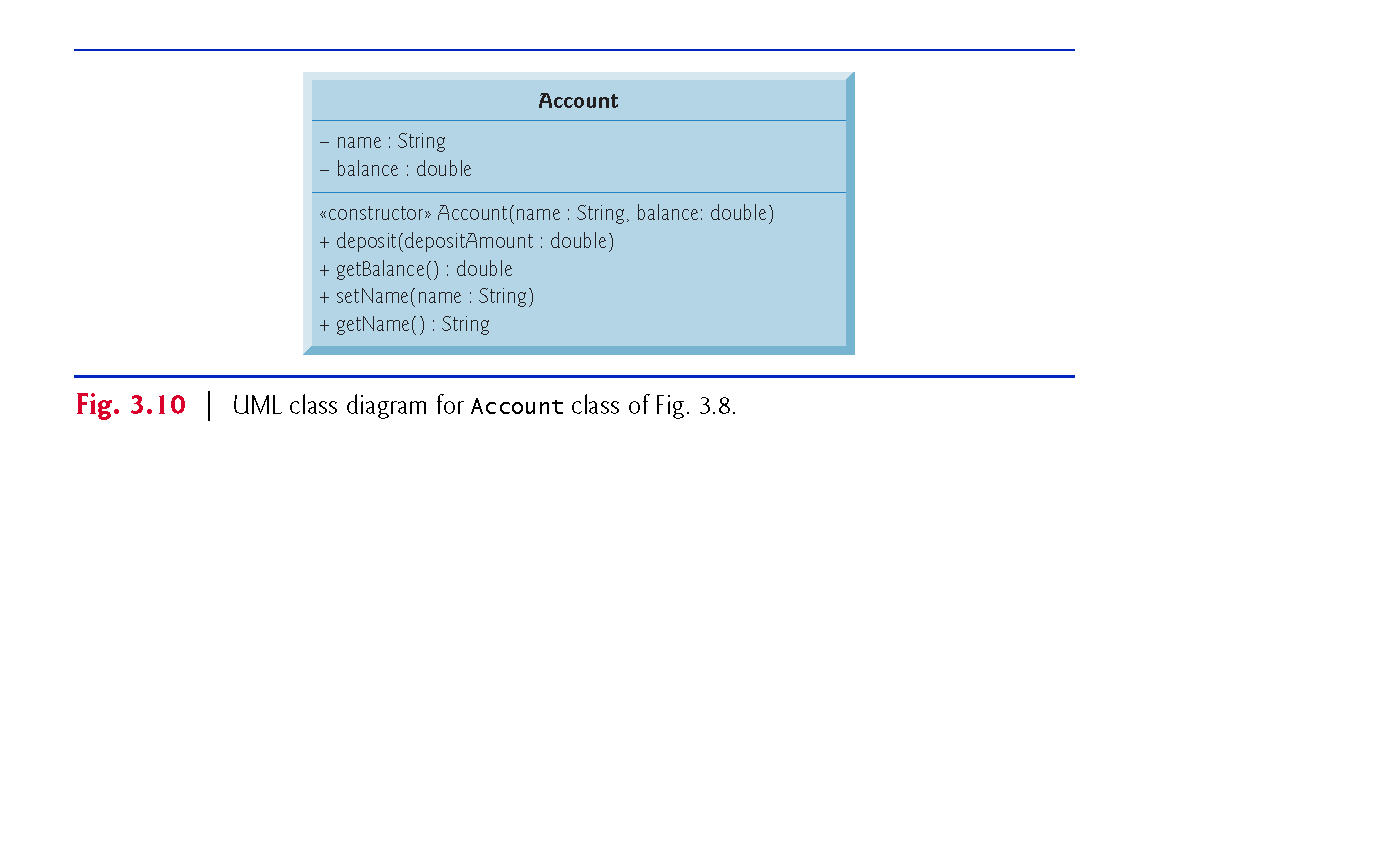 Account
– name : String
– balance : double
«constructor» Account(name : String, balance: double)
+ deposit(depositAmount : double)
+ getBalance() : double
+ setName(name : String)
+ getName() : String
Fig. 3.10 | UML class diagram for Account class of Fig. 3.8.